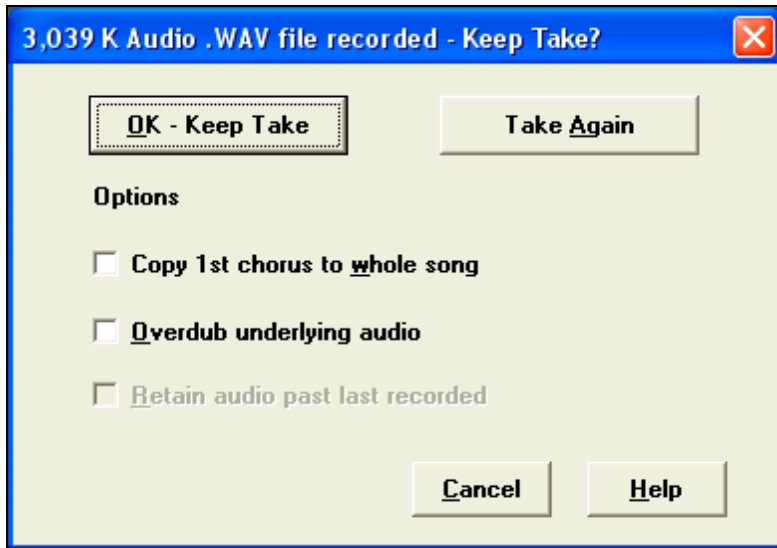 3,039 K Audio .WAV file recorded - Keep Take?
OK - Keep Take
Take Again
Options
Copy 1st chorus to whole song
Overdub underlying audio
Retain audio past last recorded
Cancel
Help